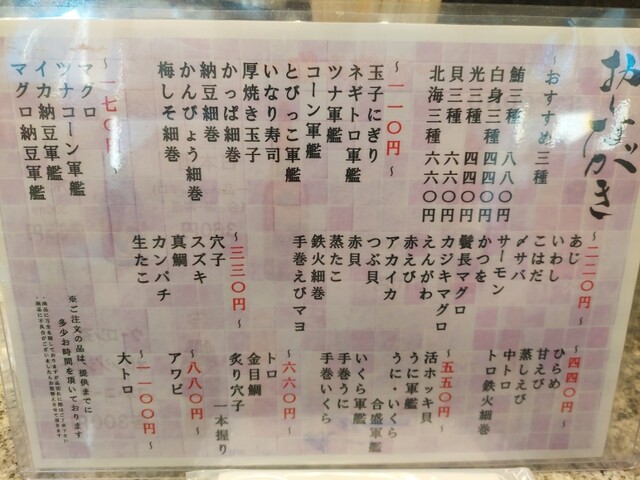 おしながき
～おすすめ三種
鮪三種 八八〇円
白身三種 四四〇円
光三種 四四〇円
貝三種 六六〇円
北海三種 六六〇円
～一一〇円～
玉子にぎり
ネギトロ軍艦
ツナ軍艦
コーン軍艦
とびっこ軍艦
いなり寿司
厚焼き玉子
かっぱ細巻
納豆細巻
かんぴょう細巻
梅しそ細巻
～一七〇円～
マグロ
ツナコーン軍艦
イカ納豆軍艦
マグロ納豆軍艦
～二二〇円～
あじ
いわし
こはだ
〆サバ
サーモン
かつを
鬢長マグロ
カジキマグロ
えんがわ
赤えび
アカイカ
つぶ貝
赤貝
蒸たこ
鉄火細巻
手巻えびマヨ
～三三〇円～
穴子
スズキ
真鯛
カンパチ
生たこ
～四四〇円～
ひらめ
甘えび
蒸しえび
中トロ
トロ鉄火細巻
～五五〇円～
活ホッキ貝
うに軍艦
うに・いくら 合盛軍艦
いくら軍艦
手巻うに
手巻いくら
～六六〇円～
トロ
金目鯛
炙り穴子 一本握り
～八八〇円～
アワビ
～一一〇〇円～
大トロ
※ご注文の品は、提供までに
多少お時間を頂いております